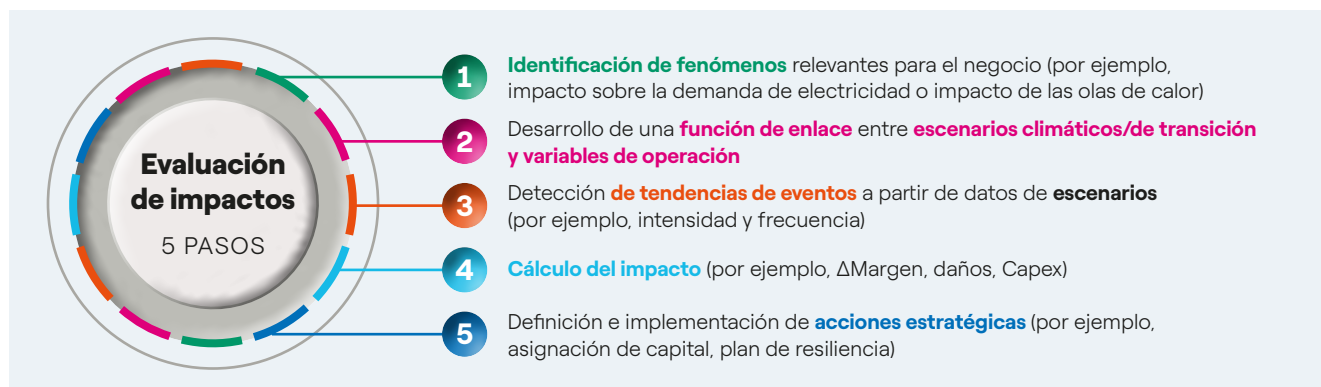 Evaluación
de impactos
5 PASOS
1
Identificación de fenómenos relevantes para el negocio (por ejemplo,
impacto sobre la demanda de electricidad o impacto de las olas de calor)
2
Desarrollo de una función de enlace entre escenarios climáticos/de transición
y variables de operación
3
Detección de tendencias de eventos a partir de datos de escenarios
(por ejemplo, intensidad y frecuencia)
4
Cálculo del impacto (por ejemplo, ΔMargen, daños, Capex)
5
Definición e implementación de acciones estratégicas (por ejemplo,
asignación de capital, plan de resiliencia)